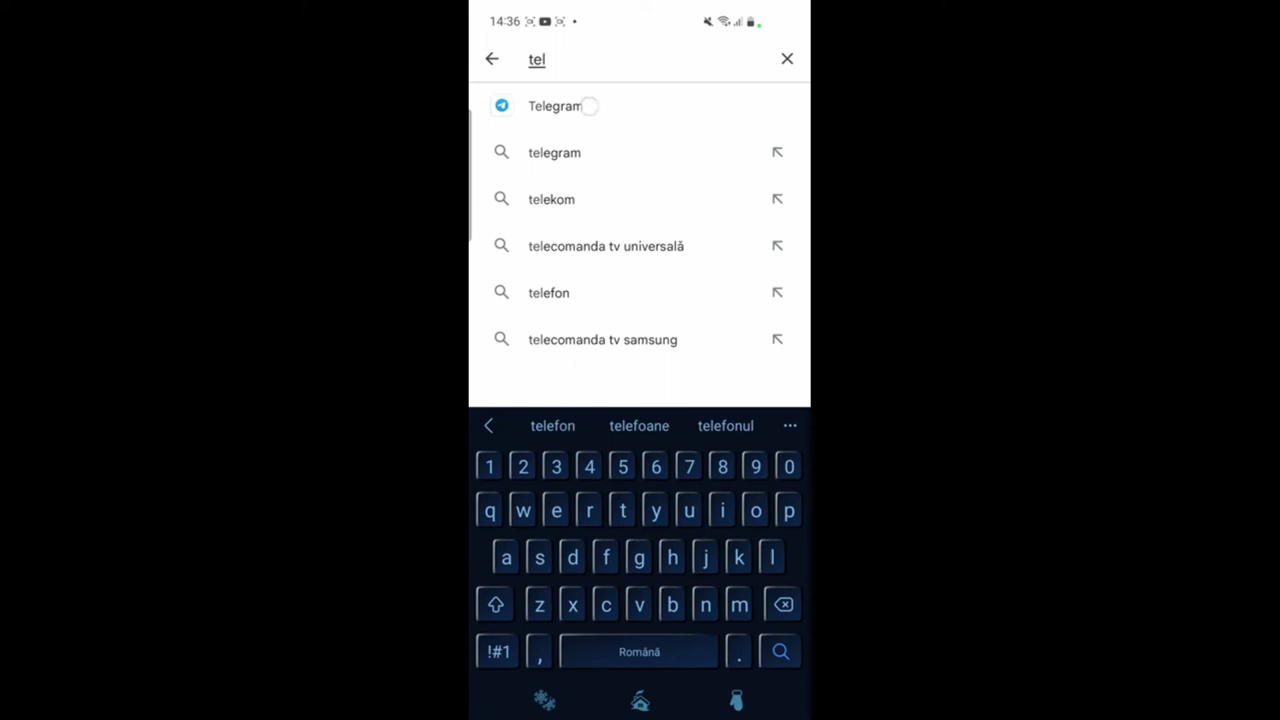 14:36
tel
Telegram
telegram
telekom
telecomanda tv universală
telefon
telecomanda tv samsung
telefon telefoane telefonul
1 2 3 4 5 6 7 8 9 0
q w e r t y u i o p
a s d f g h j k l
z x c v b n m
!#1 , Română .